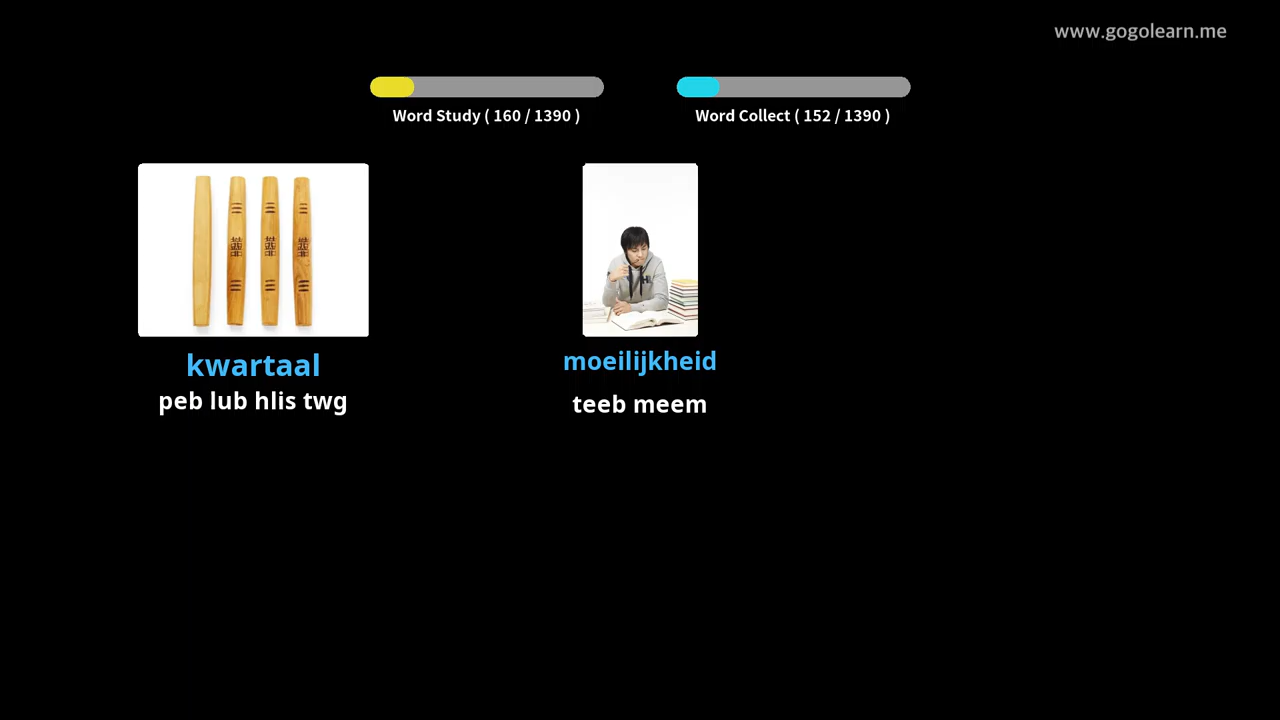 www.gogolearn.me
Word Study ( 160 / 1390 )
Word Collect ( 152 / 1390 )
kwartaal
peb lub hlis twg
moeilijkheid
teeb meem